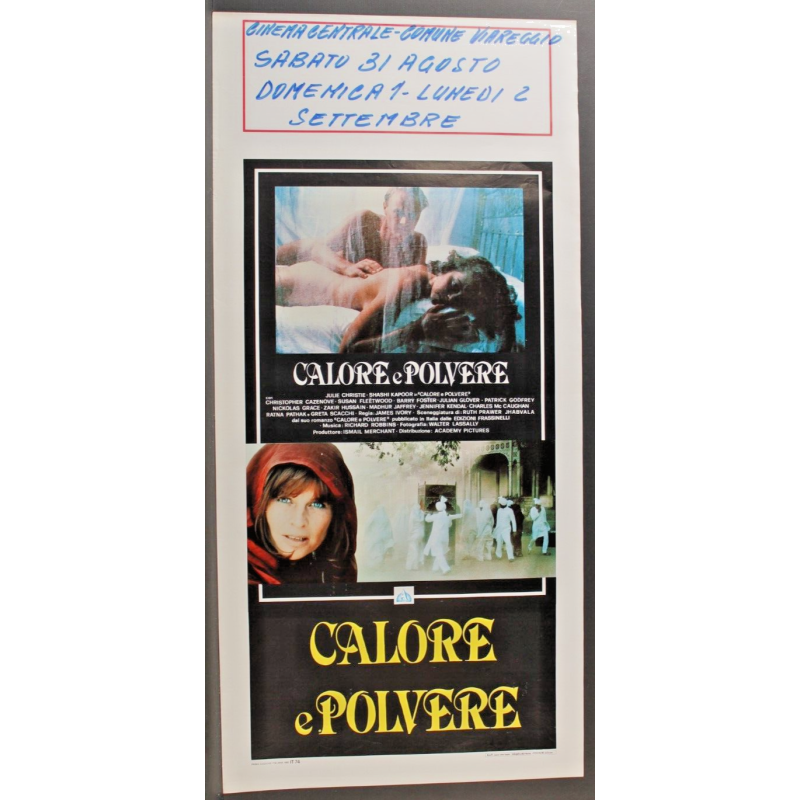 CINEMA CENTRALE - COMUNE VIAREGGIO
SABATO 31 AGOSTO
DOMENICA 1 - LUNEDI 2
SETTEMBRE
CALORE e POLVERE
JULIE CHRISTIE · SHASHI KAPOOR in "CALORE e POLVERE"
con CHRISTOPHER CAZENOVE · SUSAN FLEETWOOD · BARRY FOSTER · JULIAN GLOVER · PATRICK GODFREY
NICKOLAS GRACE · ZAKIR HUSSAIN · MADHUR JAFFREY · JENNIFER KENDAL CHARLES Mc CAUGHAN
RATNA PATHAK e GRETA SCACCHI · Regia: JAMES IVORY · Sceneggiatura di RUTH PRAWER JHABVALA
dal suo romanzo "CALORE e POLVERE" pubblicato in Italia dalle EDIZIONI FRASSINELLI
· Musica: RICHARD ROBBINS · Fotografia: WALTER LASSALLY
Produttore: ISMAIL MERCHANT · Distribuzione: ACADEMY PICTURES
CALORE
e POLVERE